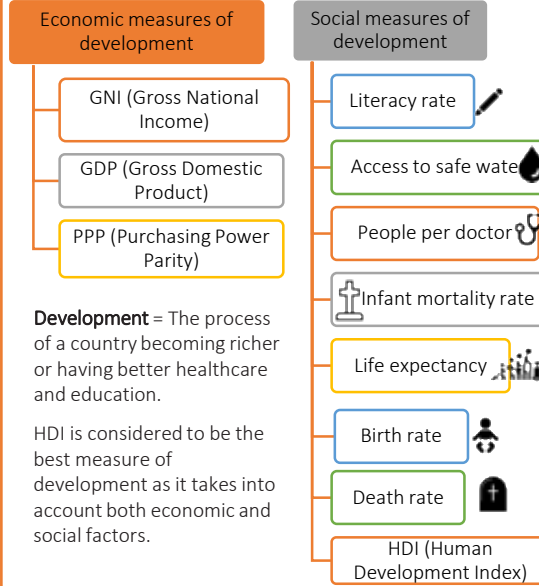 Economic measures of
development
GNI (Gross National
Income)
GDP (Gross Domestic
Product)
PPP (Purchasing Power
Parity)
Development = The process
of a country becoming richer
or having better healthcare
and education.
HDI is considered to be the
best measure of
development as it takes into
account both economic and
social factors.
Social measures of
development
Literacy rate
Access to safe wate
People per doctor
Infant mortality rate
Life expectancy
Birth rate
Death rate
HDI (Human
Development Index)